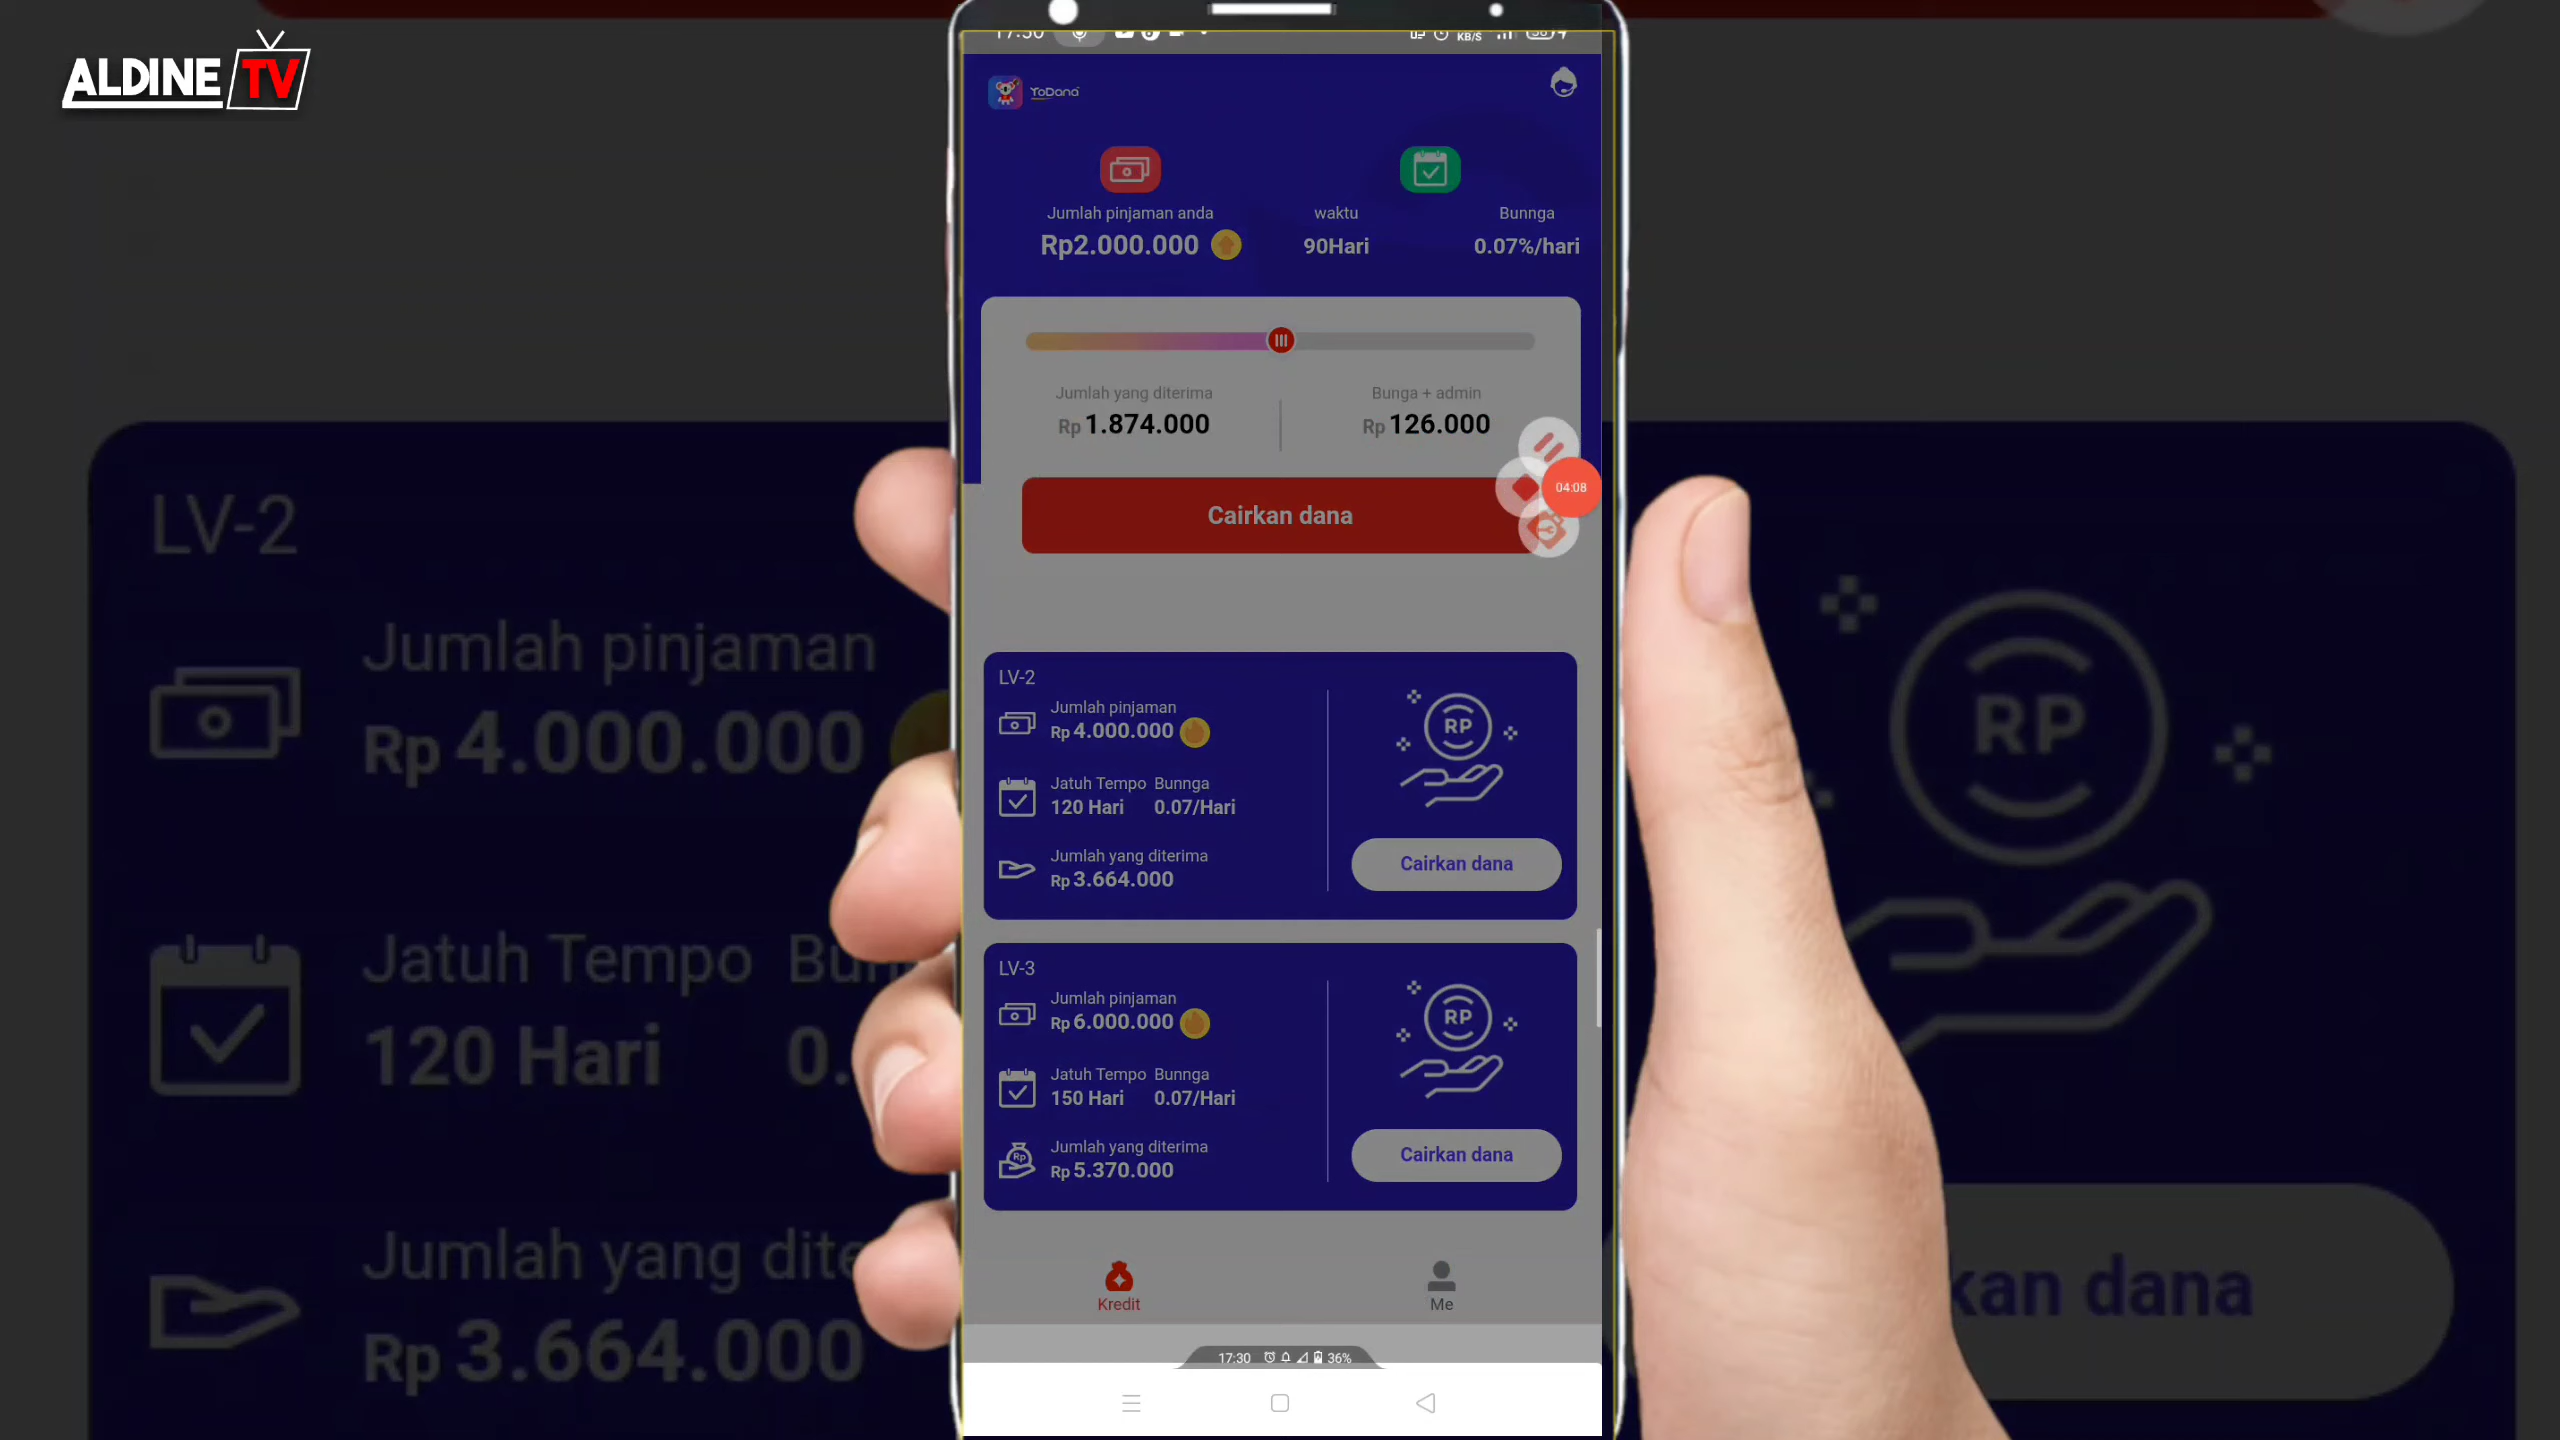 ALDINE TV
17:30
KB/S
YoDana
Jumlah pinjaman anda
waktu
Bunnga
Rp2.000.000
90Hari
0.07%/hari
Jumlah yang diterima
Bunga + admin
Rp 1.874.000
Rp 126.000
04:08
Cairkan dana
LV-2
Jumlah pinjaman
Rp 4.000.000
RP
Jatuh Tempo Bunnga
120 Hari 0.07/Hari
Jumlah yang diterima
Rp 3.664.000
Cairkan dana
LV-3
Jumlah pinjaman
Rp 6.000.000
RP
Jatuh Tempo Bunnga
150 Hari 0.07/Hari
Jumlah yang diterima
Rp 5.370.000
Cairkan dana
Kredit
Me
17:30 36%
LV-2
Jumlah pinjaman
Rp 4.000.000
RP
Jatuh Tempo
120 Hari 0.
Jumlah yang dite
Rp 3.664.000
kan dana